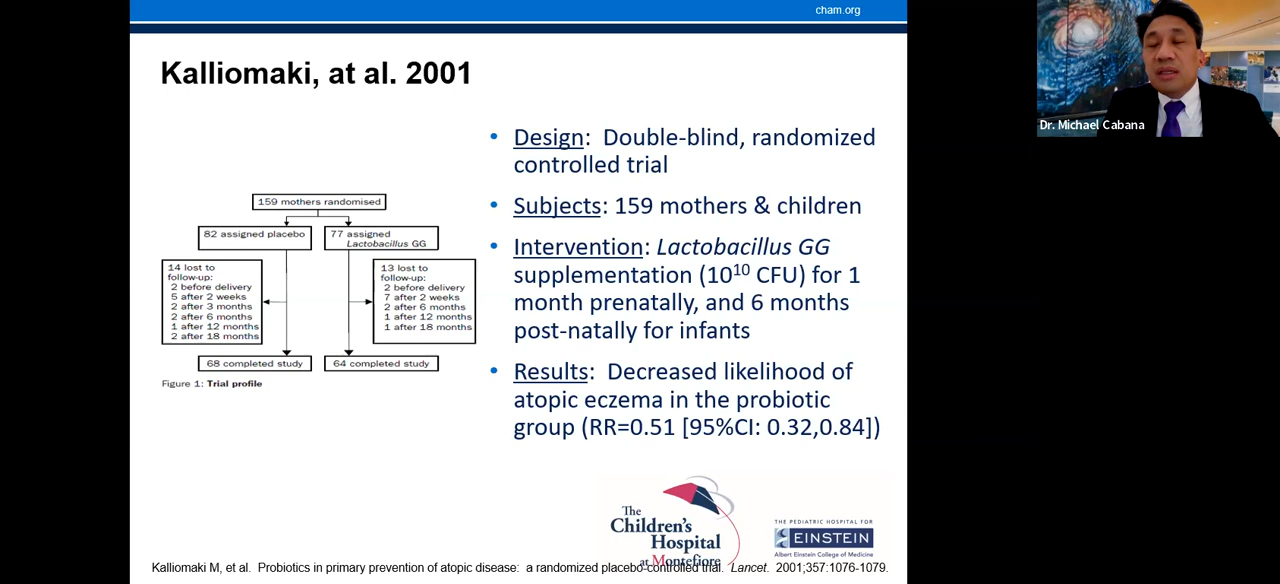 cham.org
Kalliomaki, at al. 2001
159 mothers randomised
82 assigned placebo
77 assigned
Lactobacillus GG
14 lost to
follow-up:
2 before delivery
5 after 2 weeks
2 after 3 months
2 after 6 months
1 after 12 months
2 after 18 months
13 lost to
follow-up:
2 before delivery
7 after 2 weeks
2 after 6 months
1 after 12 months
1 after 18 months
68 completed study
64 completed study
Figure 1: Trial profile
• Design: Double-blind, randomized
controlled trial
• Subjects: 159 mothers & children
• Intervention: Lactobacillus GG
supplementation (10¹⁰ CFU) for 1
month prenatally, and 6 months
post-natally for infants
• Results: Decreased likelihood of
atopic eczema in the probiotic
group (RR=0.51 [95%CI: 0.32,0.84])
The
Children's
Hospital
at Montefiore
THE PEDIATRIC HOSPITAL FOR
EINSTEIN
Albert Einstein College of Medicine
Kalliomaki M, et al. Probiotics in primary prevention of atopic disease: a randomized placebo-controlled trial. Lancet. 2001;357:1076-1079.
Dr. Michael Cabana